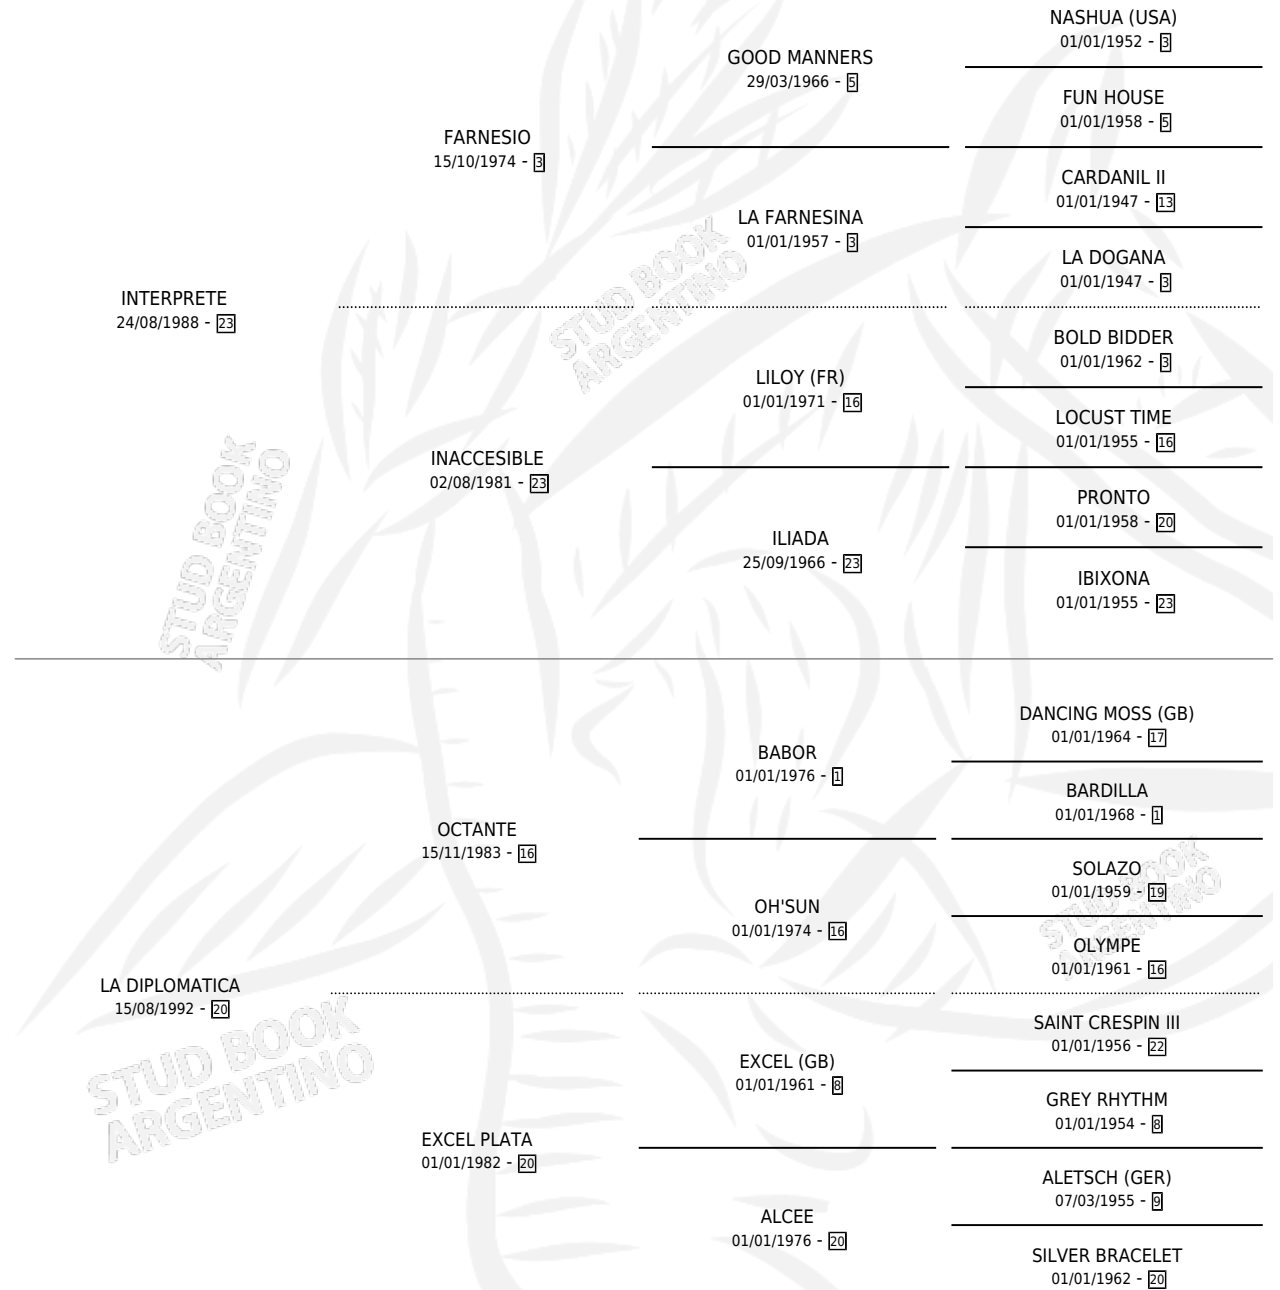 NASHUA (USA)
01/01/1952 - 3
GOOD MANNERS
29/03/1966 - 5
FUN HOUSE
01/01/1958 - 5
FARNESIO
15/10/1974 - 3
CARDANIL II
01/01/1947 - 13
LA FARNESINA
01/01/1957 - 3
LA DOGANA
01/01/1947 - 3
INTERPRETE
24/08/1988 - 23
BOLD BIDDER
01/01/1962 - 3
LILOY (FR)
01/01/1971 - 16
LOCUST TIME
01/01/1955 - 16
INACCESIBLE
02/08/1981 - 23
PRONTO
01/01/1958 - 20
ILIADA
25/09/1966 - 23
IBIXONA
01/01/1955 - 23
DANCING MOSS (GB)
01/01/1964 - 17
BABOR
01/01/1976 - 1
BARDILLA
01/01/1968 - 1
OCTANTE
15/11/1983 - 16
SOLAZO
01/01/1959 - 19
OH'SUN
01/01/1974 - 16
OLYMPE
01/01/1961 - 16
LA DIPLOMATICA
15/08/1992 - 20
SAINT CRESPIN III
01/01/1956 - 22
EXCEL (GB)
01/01/1961 - 8
GREY RHYTHM
01/01/1954 - 8
EXCEL PLATA
01/01/1982 - 20
ALETSCH (GER)
07/03/1955 - 9
ALCEE
01/01/1976 - 20
SILVER BRACELET
01/01/1962 - 20
STUD BOOK
ARGENTINO
STUD BOOK
ARGENTINO
STUD BOOK
ARGENTINO
STUD BOOK
ARGENTINO